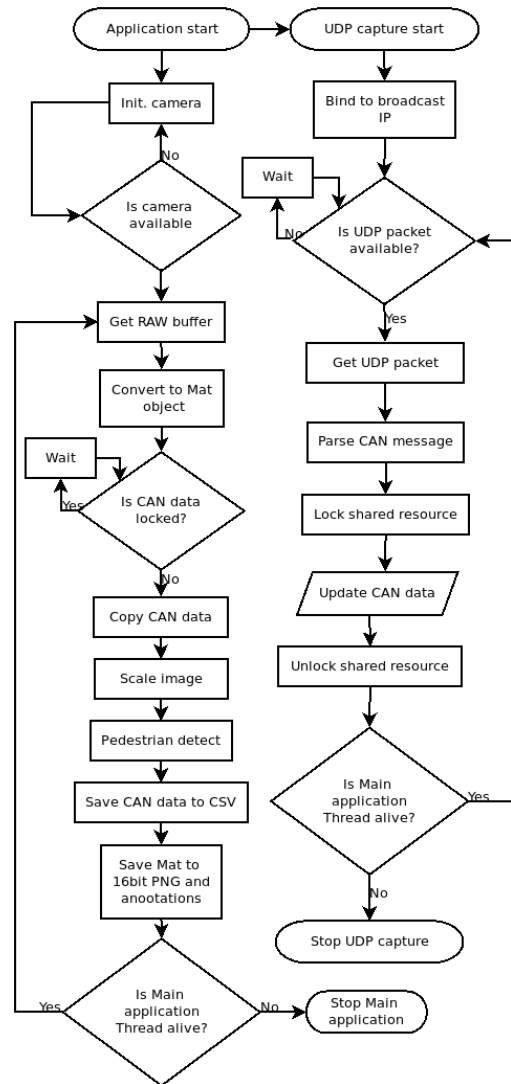 Application start
UDP capture start
Init. camera
Bind to broadcast
IP
No
Wait
Is camera
available
Is UDP packet
available?
No
Yes
Get RAW buffer
Get UDP packet
Convert to Mat
object
Parse CAN message
Wait
Is CAN data
locked?
Yes
Lock shared resource
No
Update CAN data
Copy CAN data
Unlock shared resource
Scale image
Pedestrian detect
Is Main
application
Thread alive?
Yes
Save CAN data to CSV
Save Mat to
16bit PNG and
anootations
No
Stop UDP capture
Is Main
application
Thread alive?
Yes
No
Stop Main
application